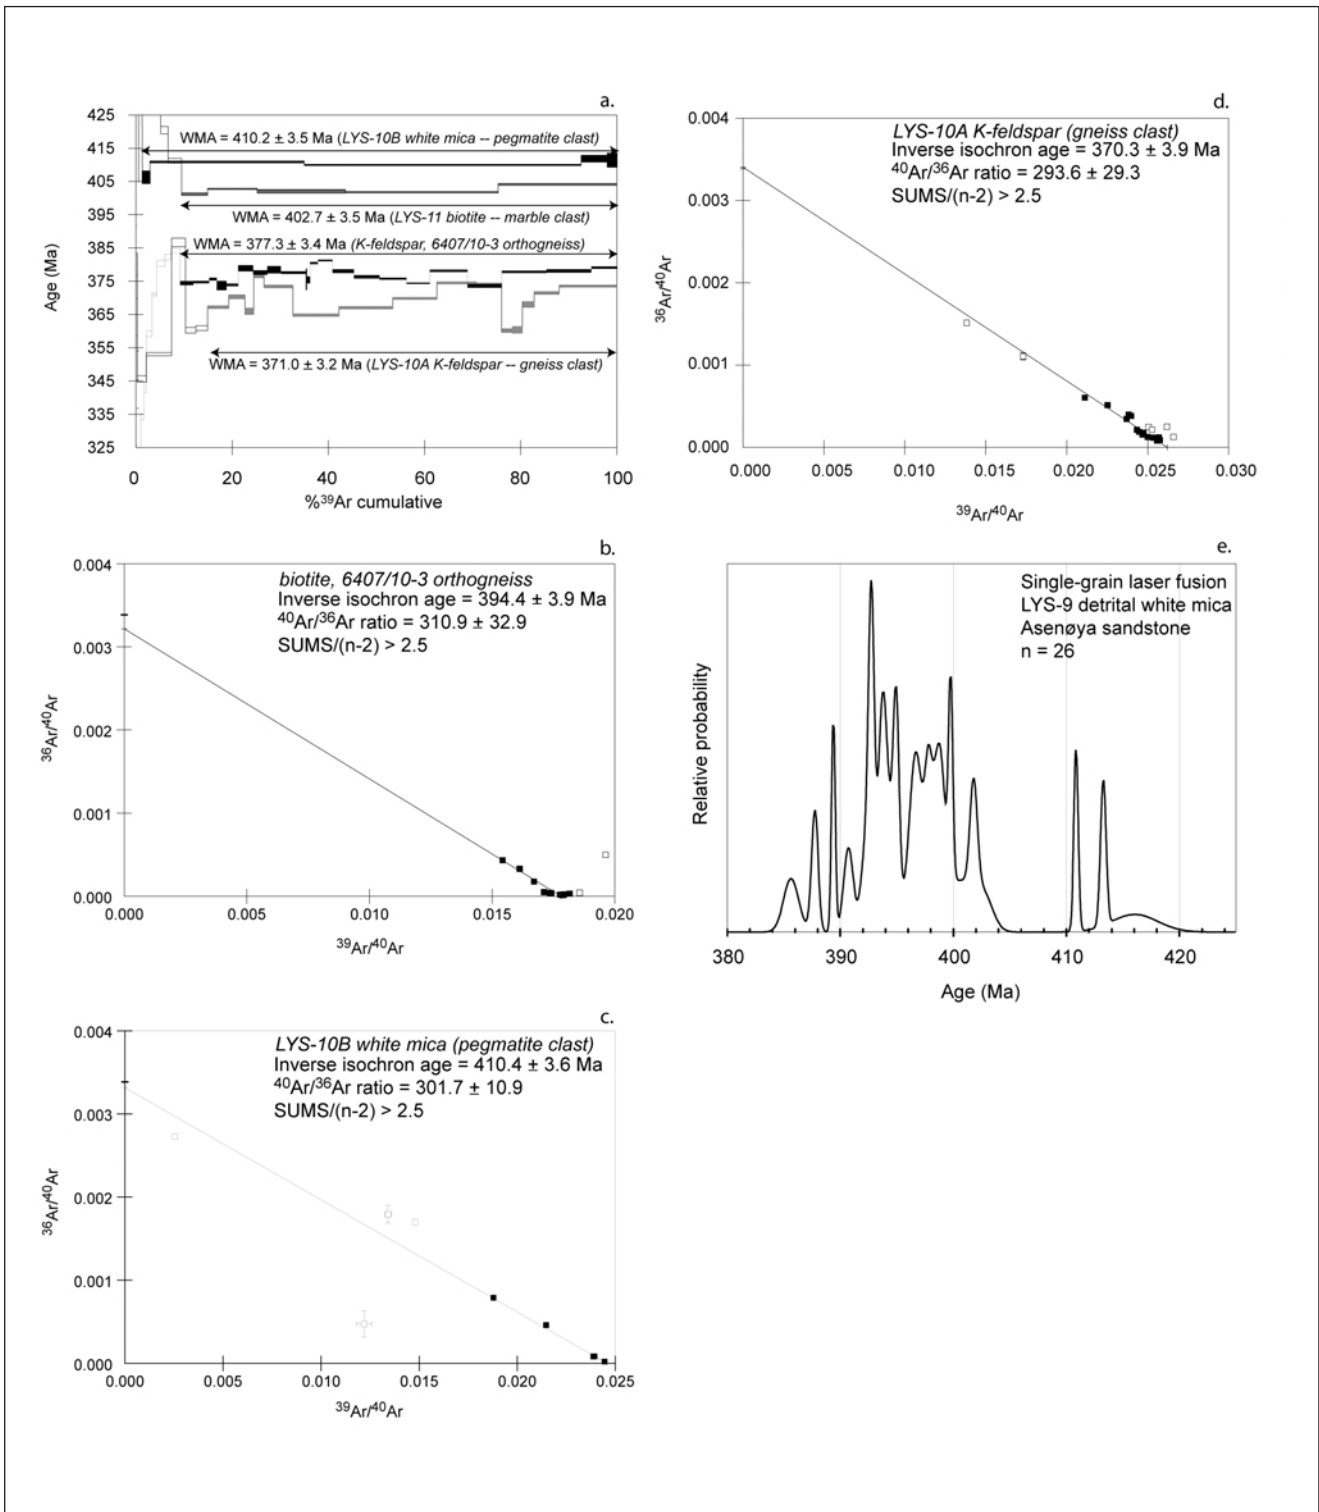 a.
425
415
405
395
385
375
365
355
345
335
325
Age (Ma)
WMA = 410.2 ± 3.5 Ma (LYS-10B white mica -- pegmatite clast)
WMA = 402.7 ± 3.5 Ma (LYS-11 biotite -- marble clast)
WMA = 377.3 ± 3.4 Ma (K-feldspar, 6407/10-3 orthogneiss)
WMA = 371.0 ± 3.2 Ma (LYS-10A K-feldspar -- gneiss clast)
0 20 40 60 80 100
%³⁹Ar cumulative
b.
0.004
0.003
0.002
0.001
0.000
³⁶Ar/⁴⁰Ar
biotite, 6407/10-3 orthogneiss
Inverse isochron age = 394.4 ± 3.9 Ma
⁴⁰Ar/³⁶Ar ratio = 310.9 ± 32.9
SUMS/(n-2) > 2.5
0.000 0.005 0.010 0.015 0.020
³⁹Ar/⁴⁰Ar
c.
0.004
0.003
0.002
0.001
0.000
³⁶Ar/⁴⁰Ar
LYS-10B white mica (pegmatite clast)
Inverse isochron age = 410.4 ± 3.6 Ma
⁴⁰Ar/³⁶Ar ratio = 301.7 ± 10.9
SUMS/(n-2) > 2.5
0.000 0.005 0.010 0.015 0.020 0.025
³⁹Ar/⁴⁰Ar
d.
0.004
0.003
0.002
0.001
0.000
³⁶Ar/⁴⁰Ar
LYS-10A K-feldspar (gneiss clast)
Inverse isochron age = 370.3 ± 3.9 Ma
⁴⁰Ar/³⁶Ar ratio = 293.6 ± 29.3
SUMS/(n-2) > 2.5
0.000 0.005 0.010 0.015 0.020 0.025 0.030
³⁹Ar/⁴⁰Ar
e.
Relative probability
Single-grain laser fusion
LYS-9 detrital white mica
Asenøya sandstone
n = 26
380 390 400 410 420
Age (Ma)